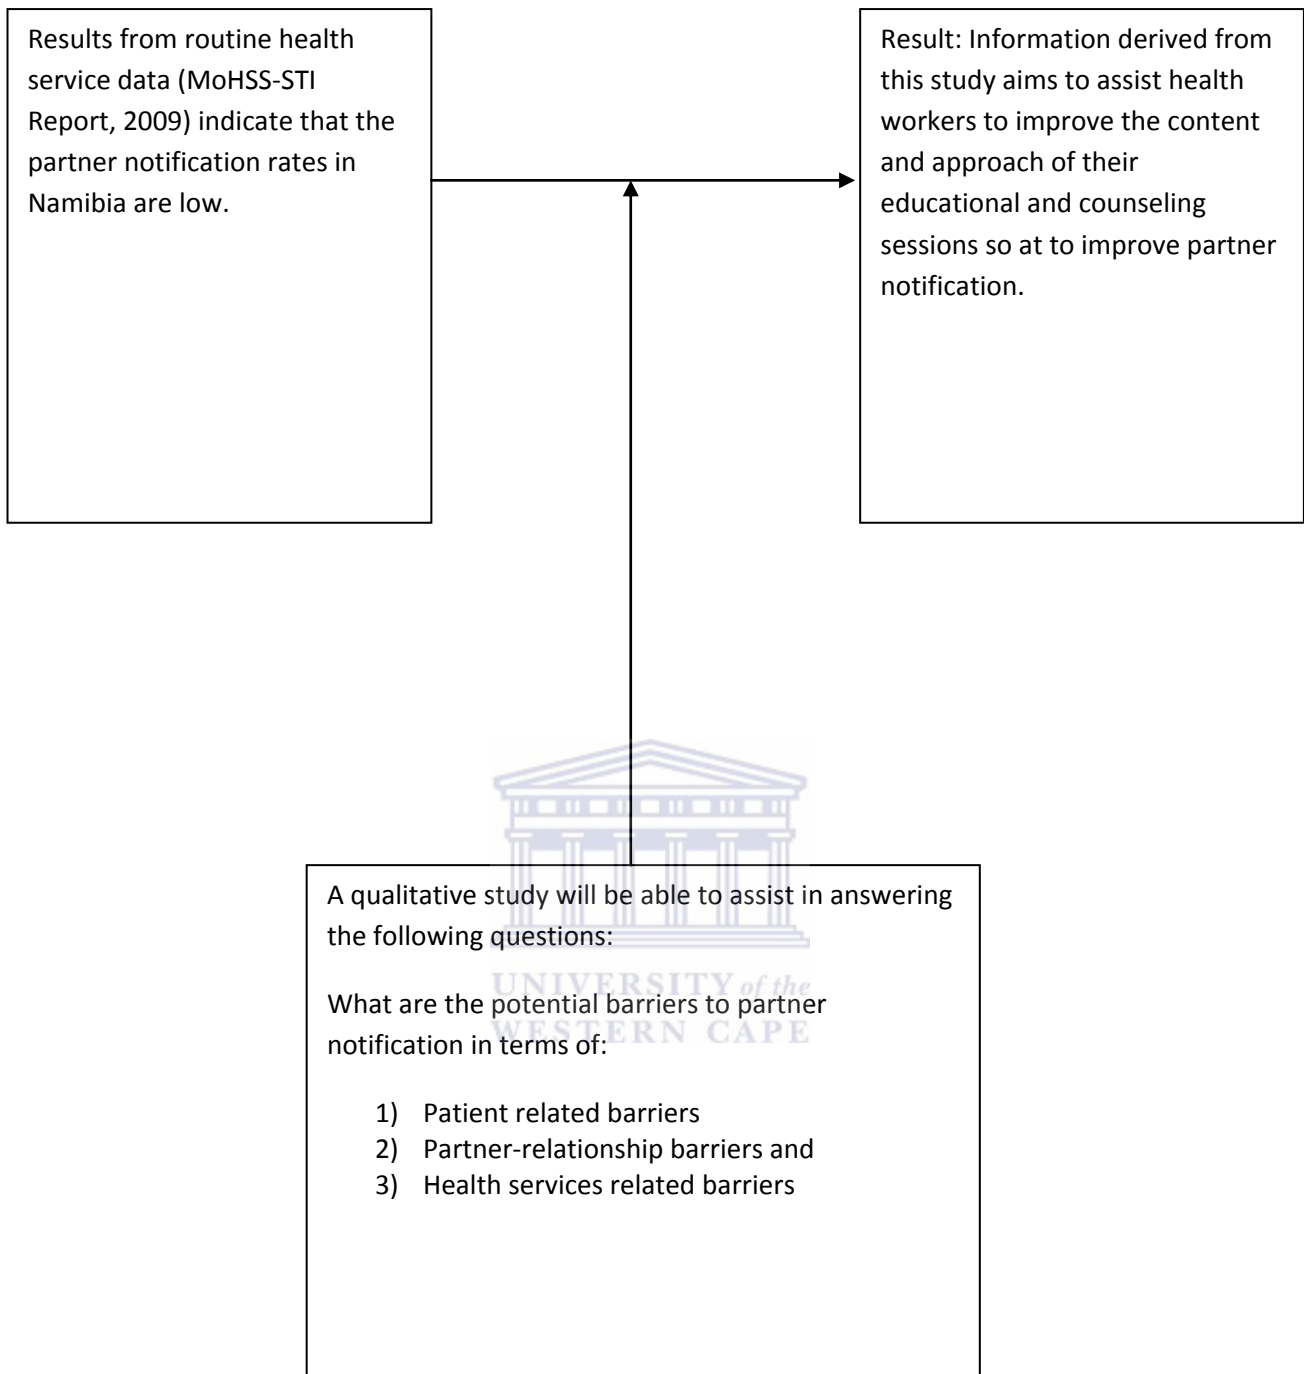 Results from routine health
service data (MoHSS-STI
Report, 2009) indicate that the
partner notification rates in
Namibia are low.
Result: Information derived from
this study aims to assist health
workers to improve the content
and approach of their
educational and counseling
sessions so at to improve partner
notification.
A qualitative study will be able to assist in answering
the following questions:
What are the potential barriers to partner
notification in terms of:
1) Patient related barriers
2) Partner-relationship barriers and
3) Health services related barriers
UNIVERSITY of the
WESTERN CAPE